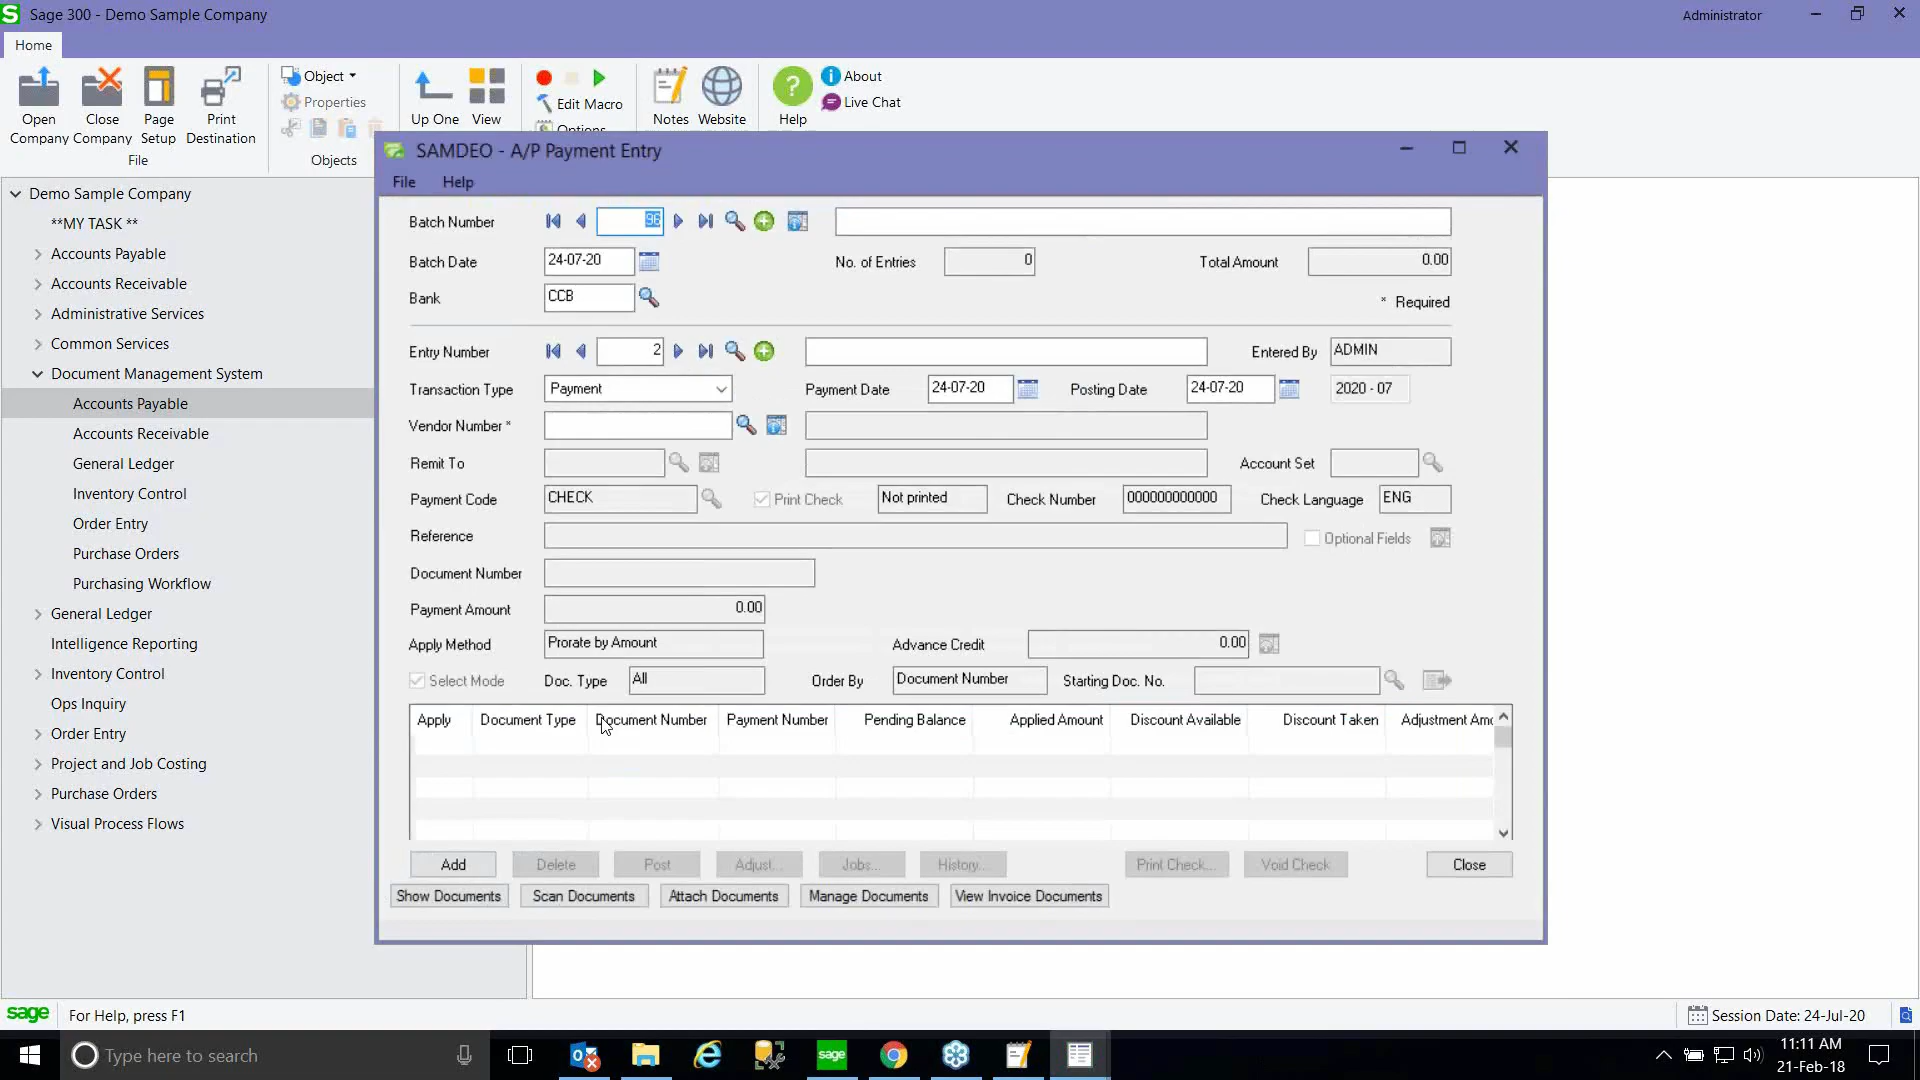 Sage 300 - Demo Sample Company
Administrator
Home
Open Company
Close Company
Page Setup
Print Destination
File
Object
Properties
Objects
Up One
View
Edit Macro
Options
Notes
Website
Help
About
Live Chat
Demo Sample Company
**MY TASK **
Accounts Payable
Accounts Receivable
Administrative Services
Common Services
Document Management System
Accounts Payable
Accounts Receivable
General Ledger
Inventory Control
Order Entry
Purchase Orders
Purchasing Workflow
General Ledger
Intelligence Reporting
Inventory Control
Ops Inquiry
Order Entry
Project and Job Costing
Purchase Orders
Visual Process Flows
SAMDEO - A/P Payment Entry
File Help
Batch Number 96
Batch Date 24-07-20 No. of Entries 0 Total Amount 0.00
Bank CCB * Required
Entry Number 2 Entered By ADMIN
Transaction Type Payment Payment Date 24-07-20 Posting Date 24-07-20 2020 - 07
Vendor Number *
Remit To Account Set
Payment Code CHECK Print Check Not printed Check Number 000000000000 Check Language ENG
Reference Optional Fields
Document Number
Payment Amount 0.00
Apply Method Prorate by Amount Advance Credit 0.00
Select Mode Doc. Type All Order By Document Number Starting Doc. No.
Apply Document Type Document Number Payment Number Pending Balance Applied Amount Discount Available Discount Taken Adjustment Amo
Add Delete Post Adjust... Jobs... History... Print Check... Void Check Close
Show Documents Scan Documents Attach Documents Manage Documents View Invoice Documents
sage For Help, press F1
Session Date: 24-Jul-20
Type here to search
sage
11:11 AM
21-Feb-18